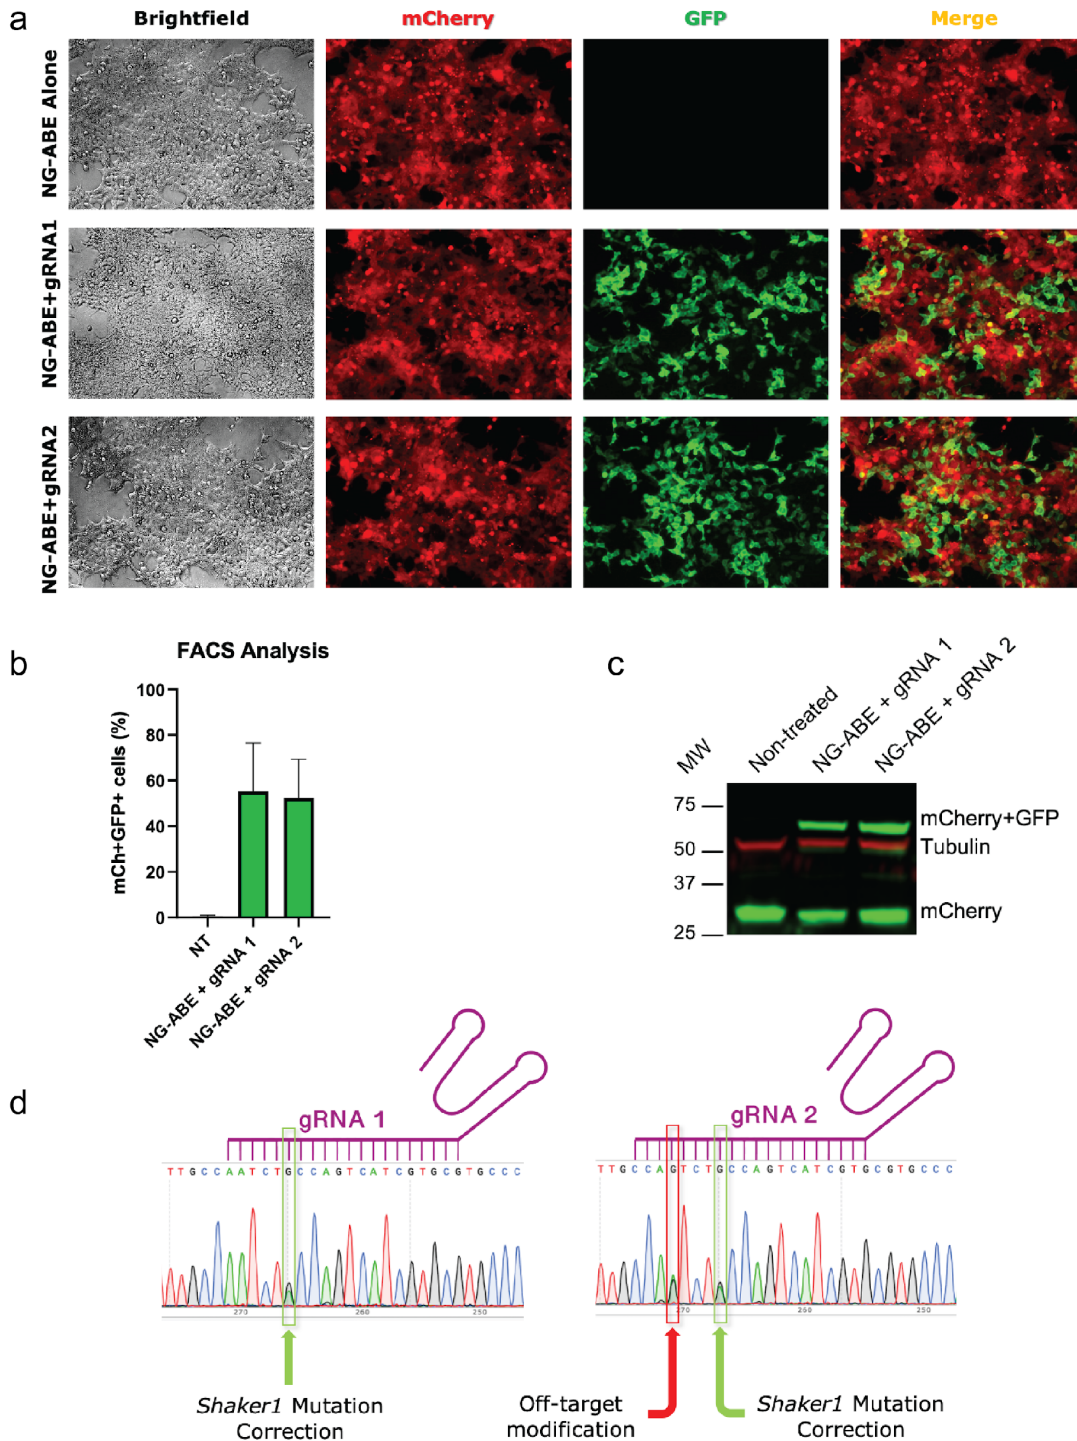 a
Brightfield
mCherry
GFP
Merge
NG-ABE Alone
NG-ABE+gRNA1
NG-ABE+gRNA2
b
FACS Analysis
mCh+GFP+ cells (%)
100
80
60
40
20
0
NT
NG-ABE + gRNA 1
NG-ABE + gRNA 2
c
MW
Non-treated
NG-ABE + gRNA 1
NG-ABE + gRNA 2
75
50
37
25
mCherry+GFP
Tubulin
mCherry
d
gRNA 1
TTGCCAATCTGCCAGTCATCGTGCGTGCCC
270
260
250
Shaker1 Mutation
Correction
gRNA 2
TTGCCAGTCTGCCAGTCATCGTGCGTGCCC
270
260
250
Off-target
modification
Shaker1 Mutation
Correction